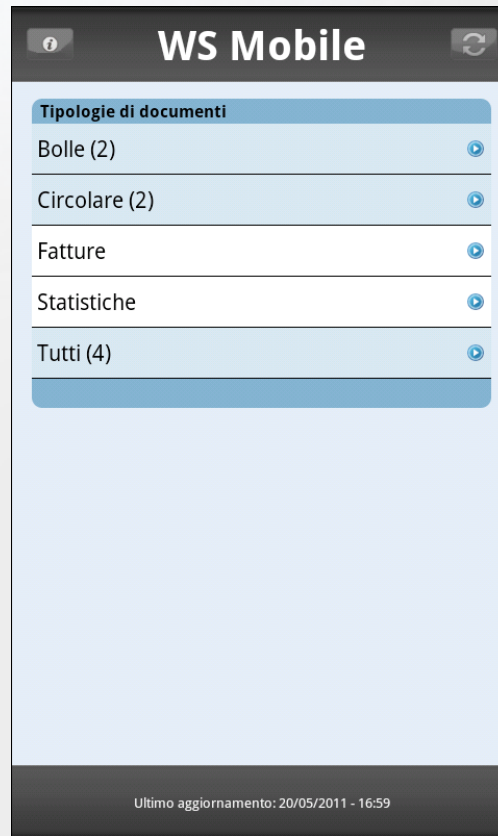 WS Mobile
Tipologie di documenti
Bolle (2)
Circolare (2)
Fatture
Statistiche
Tutti (4)
Ultimo aggiornamento: 20/05/2011 - 16:59